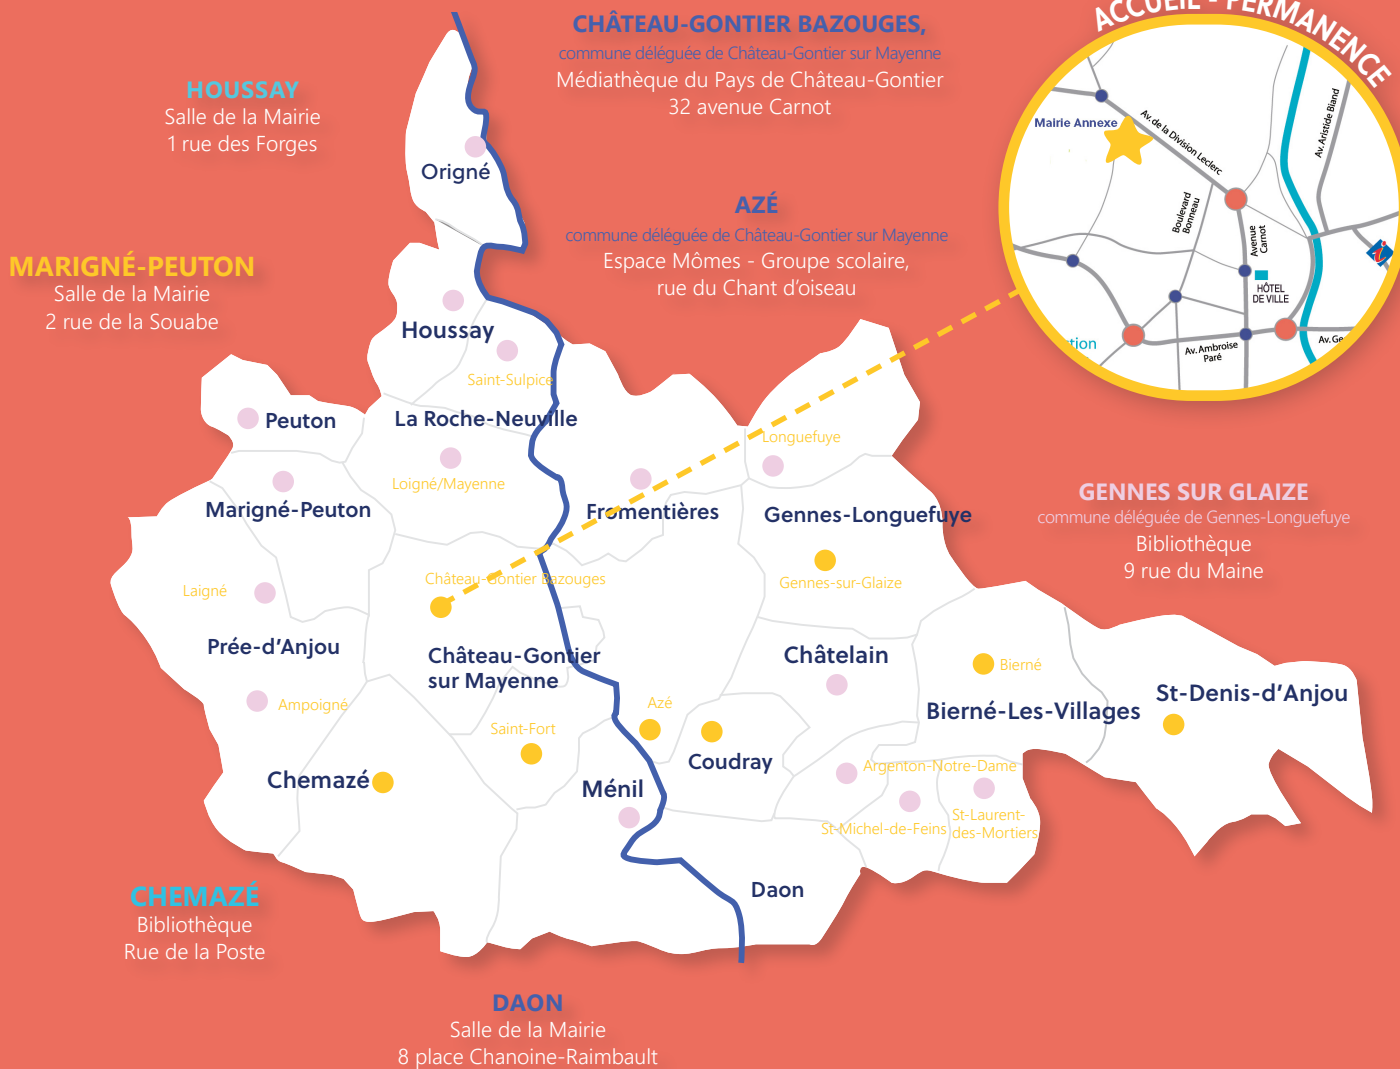 CHÂTEAU-GONTIER BAZOUGES,
commune déléguée de Château-Gontier sur Mayenne
Médiathèque du Pays de Château-Gontier
32 avenue Carnot
ACCUEIL - PERMANENCE
HOUSSAY
Salle de la Mairie
1 rue des Forges
AZÉ
commune déléguée de Château-Gontier sur Mayenne
Espace Mômes - Groupe scolaire,
rue du Chant d'oiseau
MARIGNÉ-PEUTON
Salle de la Mairie
2 rue de la Souabe
Mairie Annexe
Av. de la Division Leclerc
Av. Aristide Briand
Boulevard
Bonneau
Avenue
Carnot
HÔTEL
DE VILLE
i
Av. Ambroise
Paré
Av. Ge
tion
Origné
Houssay
Saint-Sulpice
La Roche-Neuville
Loigné/Mayenne
Peuton
Marigné-Peuton
Fromentières
Longuefuye
Gennes-Longuefuye
Gennes-sur-Glaize
GENNES SUR GLAIZE
commune déléguée de Gennes-Longuefuye
Bibliothèque
9 rue du Maine
Château-Gontier Bazouges
Laigné
Prée-d'Anjou
Ampoigné
Château-Gontier
sur Mayenne
Châtelain
Bierné
Bierné-Les-Villages
St-Denis-d'Anjou
Azé
Saint-Fort
Coudray
Chemazé
Ménil
Argenton-Notre-Dame
St-Michel-de-Feins
St-Laurent-
des-Mortiers
Daon
CHEMAZÉ
Bibliothèque
Rue de la Poste
DAON
Salle de la Mairie
8 place Chanoine-Raimbault